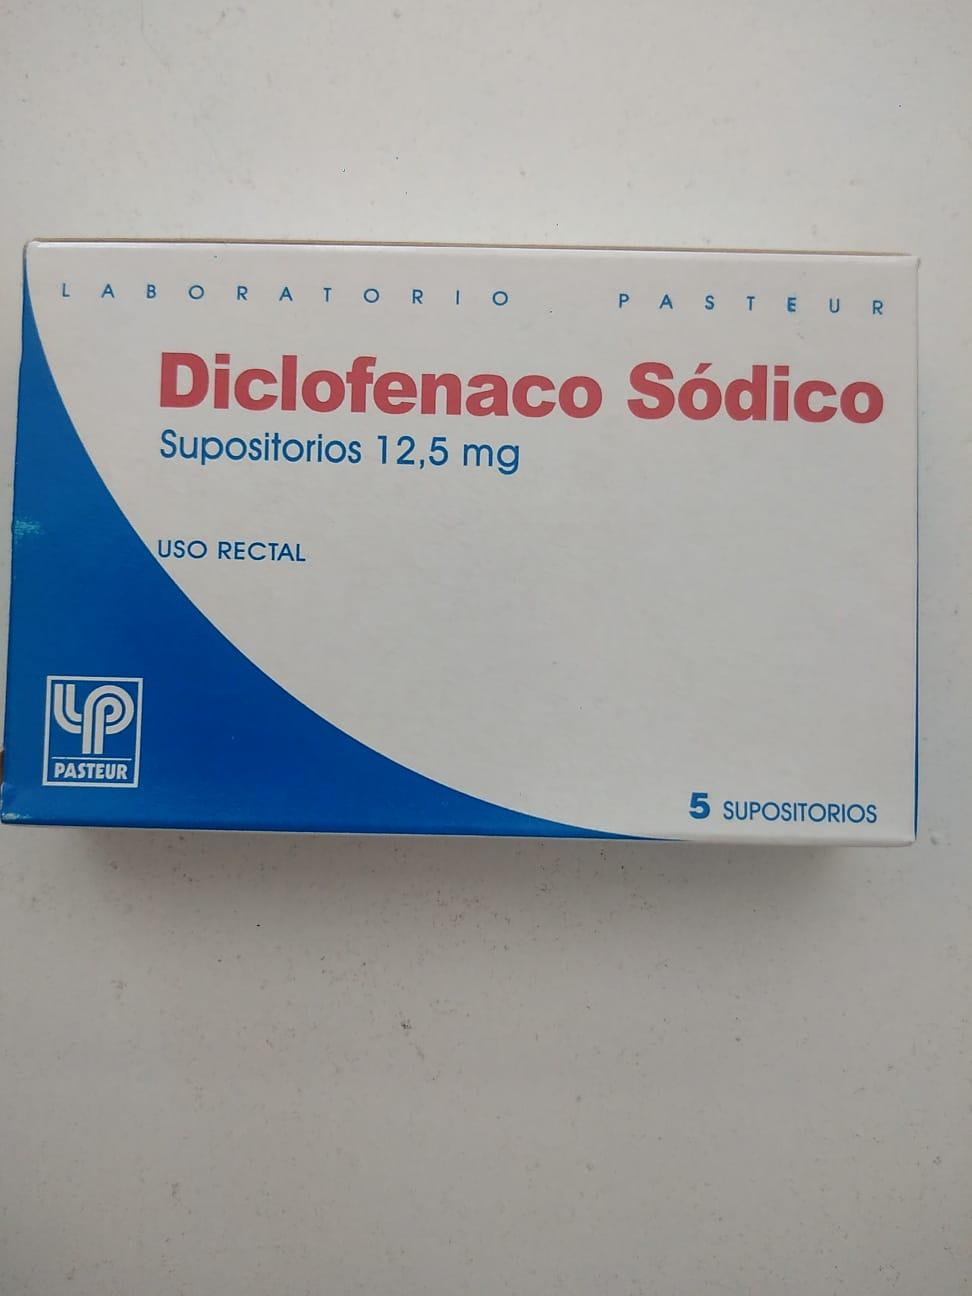 LABORATORIO PASTEUR
Diclofenaco Sódico
Supositorios 12,5 mg
USO RECTAL
LP
PASTEUR
5 SUPOSITORIOS